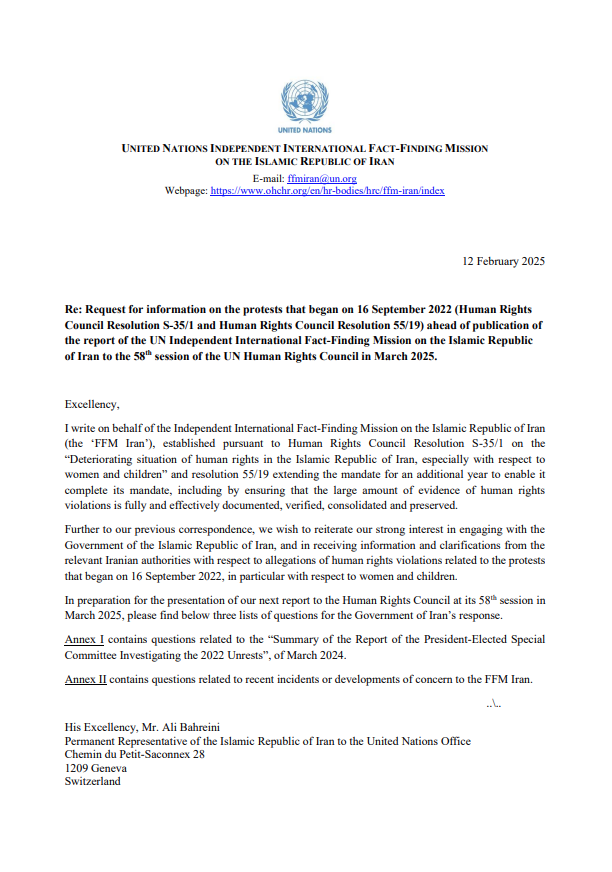 UNITED NATIONS
UNITED NATIONS INDEPENDENT INTERNATIONAL FACT-FINDING MISSION
ON THE ISLAMIC REPUBLIC OF IRAN
E-mail: ffmiran@un.org
Webpage: https://www.ohchr.org/en/hr-bodies/hrc/ffm-iran/index
12 February 2025
Re: Request for information on the protests that began on 16 September 2022 (Human Rights
Council Resolution S-35/1 and Human Rights Council Resolution 55/19) ahead of publication of
the report of the UN Independent International Fact-Finding Mission on the Islamic Republic
of Iran to the 58th session of the UN Human Rights Council in March 2025.
Excellency,
I write on behalf of the Independent International Fact-Finding Mission on the Islamic Republic of Iran
(the ‘FFM Iran’), established pursuant to Human Rights Council Resolution S-35/1 on the
“Deteriorating situation of human rights in the Islamic Republic of Iran, especially with respect to
women and children” and resolution 55/19 extending the mandate for an additional year to enable it
complete its mandate, including by ensuring that the large amount of evidence of human rights
violations is fully and effectively documented, verified, consolidated and preserved.
Further to our previous correspondence, we wish to reiterate our strong interest in engaging with the
Government of the Islamic Republic of Iran, and in receiving information and clarifications from the
relevant Iranian authorities with respect to allegations of human rights violations related to the protests
that began on 16 September 2022, in particular with respect to women and children.
In preparation for the presentation of our next report to the Human Rights Council at its 58th session in
March 2025, please find below three lists of questions for the Government of Iran’s response.
Annex I contains questions related to the “Summary of the Report of the President-Elected Special
Committee Investigating the 2022 Unrests”, of March 2024.
Annex II contains questions related to recent incidents or developments of concern to the FFM Iran.
..\..
His Excellency, Mr. Ali Bahreini
Permanent Representative of the Islamic Republic of Iran to the United Nations Office
Chemin du Petit-Saconnex 28
1209 Geneva
Switzerland